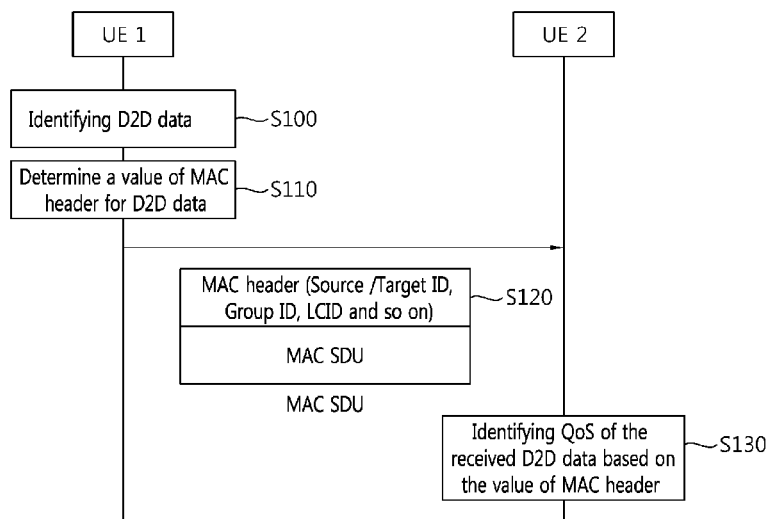 UE 1
UE 2
Identifying D2D data
S100
Determine a value of MAC
header for D2D data
S110
MAC header (Source /Target ID,
Group ID, LCID and so on)
S120
MAC SDU
MAC SDU
Identifying QoS of the
received D2D data based on
the value of MAC header
S130